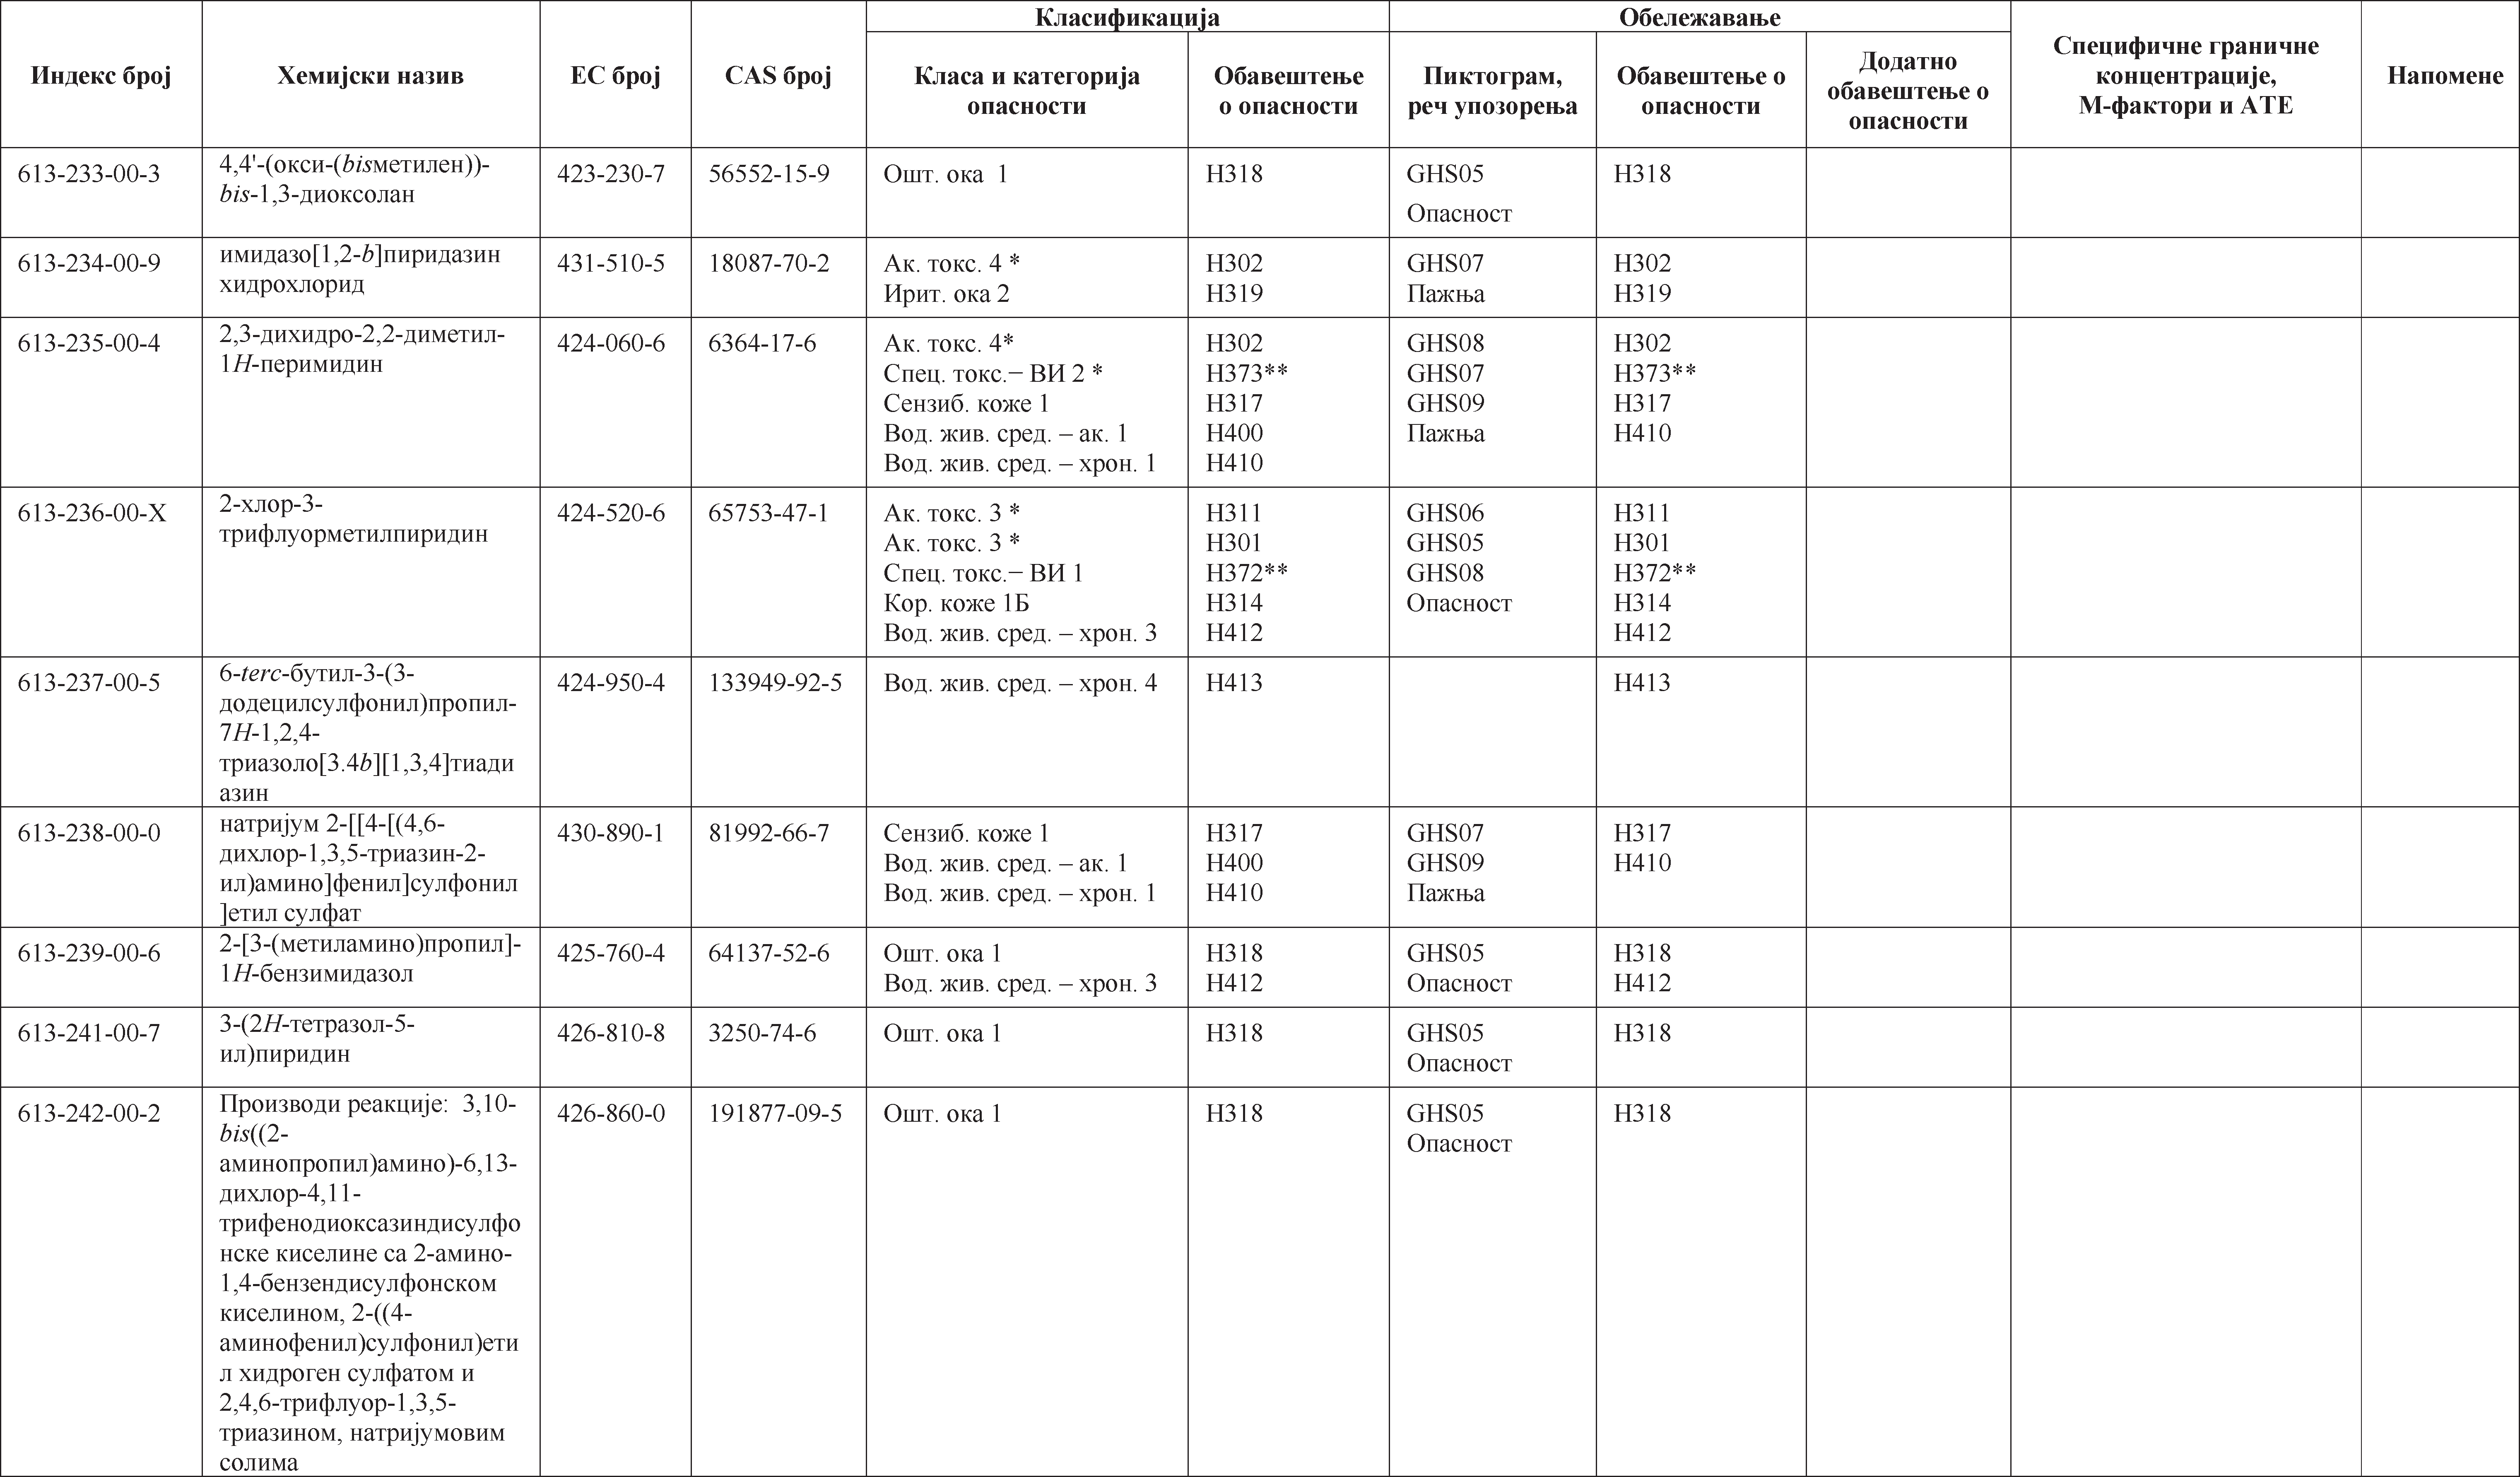 Индекс број
Хемијски назив
ЕС број
CAS број
Класификација
Обележавање
Класа и категорија
опасности
Обавештење
о опасности
Пиктограм,
реч упозорења
Обавештење о
опасности
Додатно
обавештење о
опасности
Специфичне граничне
концентрације,
М-фактори и АТЕ
Напомене
613-233-00-3
4,4'-(окси-(bisметилен))-
bis-1,3-диоксолан
423-230-7
56552-15-9
Ошт. ока 1
H318
GHS05
Опасност
H318
613-234-00-9
имидазо[1,2-b]пиридазин
хидрохлорид
431-510-5
18087-70-2
Ак. токс. 4 *
Ирит. ока 2
H302
H319
GHS07
Пажња
H302
H319
613-235-00-4
2,3-дихидро-2,2-диметил-
1H-перимидин
424-060-6
6364-17-6
Ак. токс. 4*
Спец. токс.− ВИ 2 *
Сензиб. коже 1
Вод. жив. сред. – ак. 1
Вод. жив. сред. – хрон. 1
H302
H373**
H317
H400
H410
GHS08
GHS07
GHS09
Пажња
H302
H373**
H317
H410
613-236-00-X
2-хлор-3-
трифлуорметилпиридин
424-520-6
65753-47-1
Ак. токс. 3 *
Ак. токс. 3 *
Спец. токс.− ВИ 1
Кор. коже 1Б
Вод. жив. сред. – хрон. 3
H311
H301
H372**
H314
H412
GHS06
GHS05
GHS08
Опасност
H311
H301
H372**
H314
H412
613-237-00-5
6-terc-бутил-3-(3-
додецилсулфонил)пропил-
7H-1,2,4-
триазоло[3.4b][1,3,4]тиади
азин
424-950-4
133949-92-5
Вод. жив. сред. – хрон. 4
H413
H413
613-238-00-0
натријум 2-[[4-[(4,6-
дихлор-1,3,5-триазин-2-
ил)амино]фенил]сулфонил
]етил сулфат
430-890-1
81992-66-7
Сензиб. коже 1
Вод. жив. сред. – ак. 1
Вод. жив. сред. – хрон. 1
H317
H400
H410
GHS07
GHS09
Пажња
H317
H410
613-239-00-6
2-[3-(метиламино)пропил]-
1H-бензимидазол
425-760-4
64137-52-6
Ошт. ока 1
Вод. жив. сред. – хрон. 3
H318
H412
GHS05
Опасност
H318
H412
613-241-00-7
3-(2H-тетразол-5-
ил)пиридин
426-810-8
3250-74-6
Ошт. ока 1
H318
GHS05
Опасност
H318
613-242-00-2
Производи реакције: 3,10-
bis((2-
аминопропил)амино)-6,13-
дихлор-4,11-
трифенодиоксазиндисулфо
нске киселине са 2-амино-
1,4-бензендисулфонском
киселином, 2-((4-
аминофенил)сулфонил)ети
л хидроген сулфатом и
2,4,6-трифлуор-1,3,5-
триазином, натријумовим
солима
426-860-0
191877-09-5
Ошт. ока 1
H318
GHS05
Опасност
H318